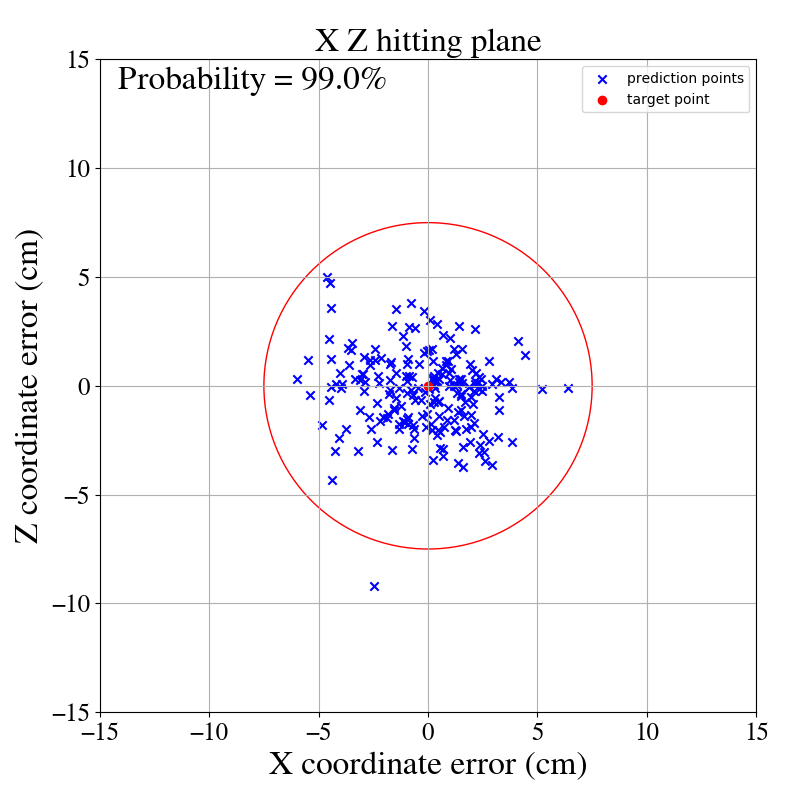 X Z hitting plane
Probability = 99.0%
prediction points
target point
Z coordinate error (cm)
15
10
5
0
−5
−10
−15
−15
−10
−5
0
5
10
15
X coordinate error (cm)